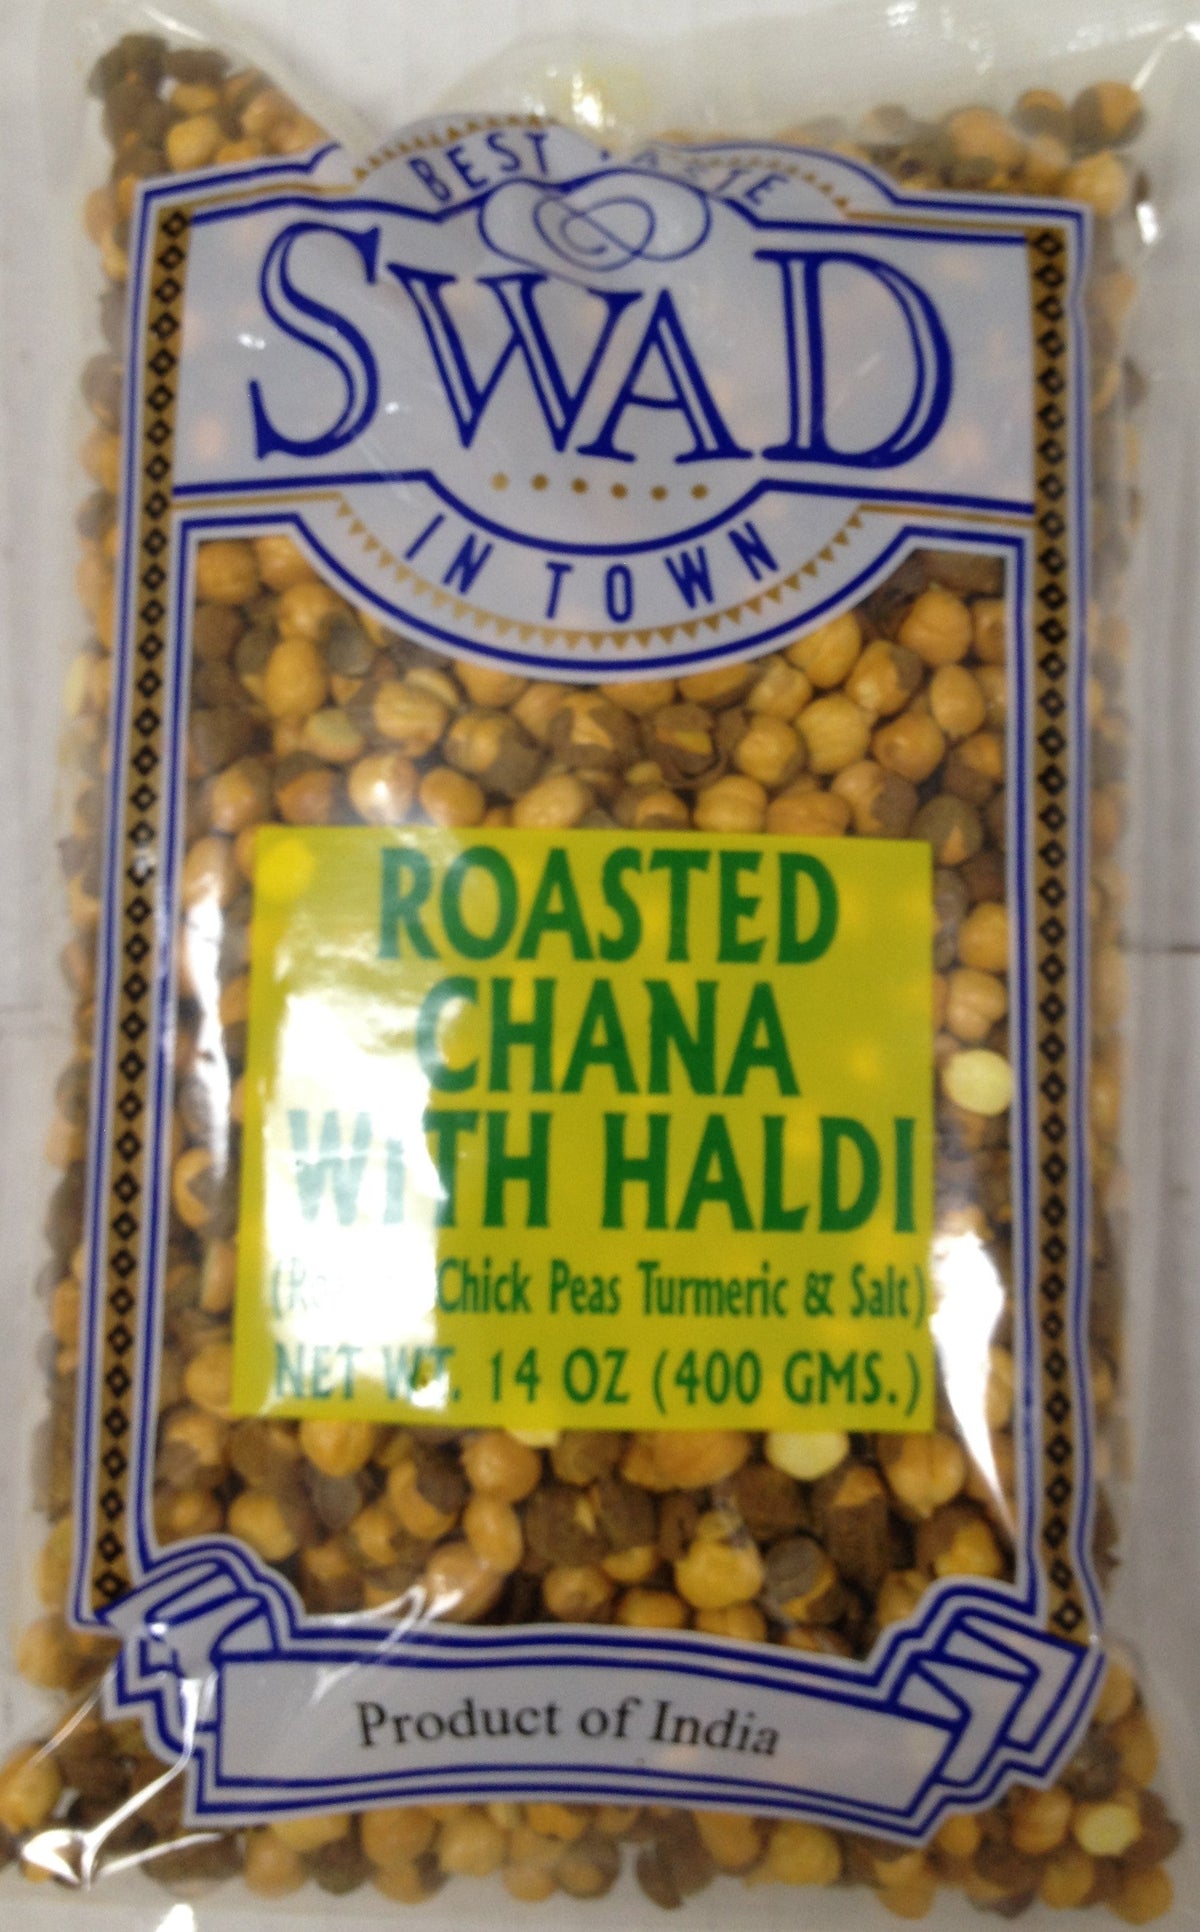 BEST TASTE
SWAD
IN TOWN
ROASTED
CHANA
WITH HALDI
Chick Peas Turmeric & Salt)
NET WT. 14 OZ (400 GMS.)
Product of India